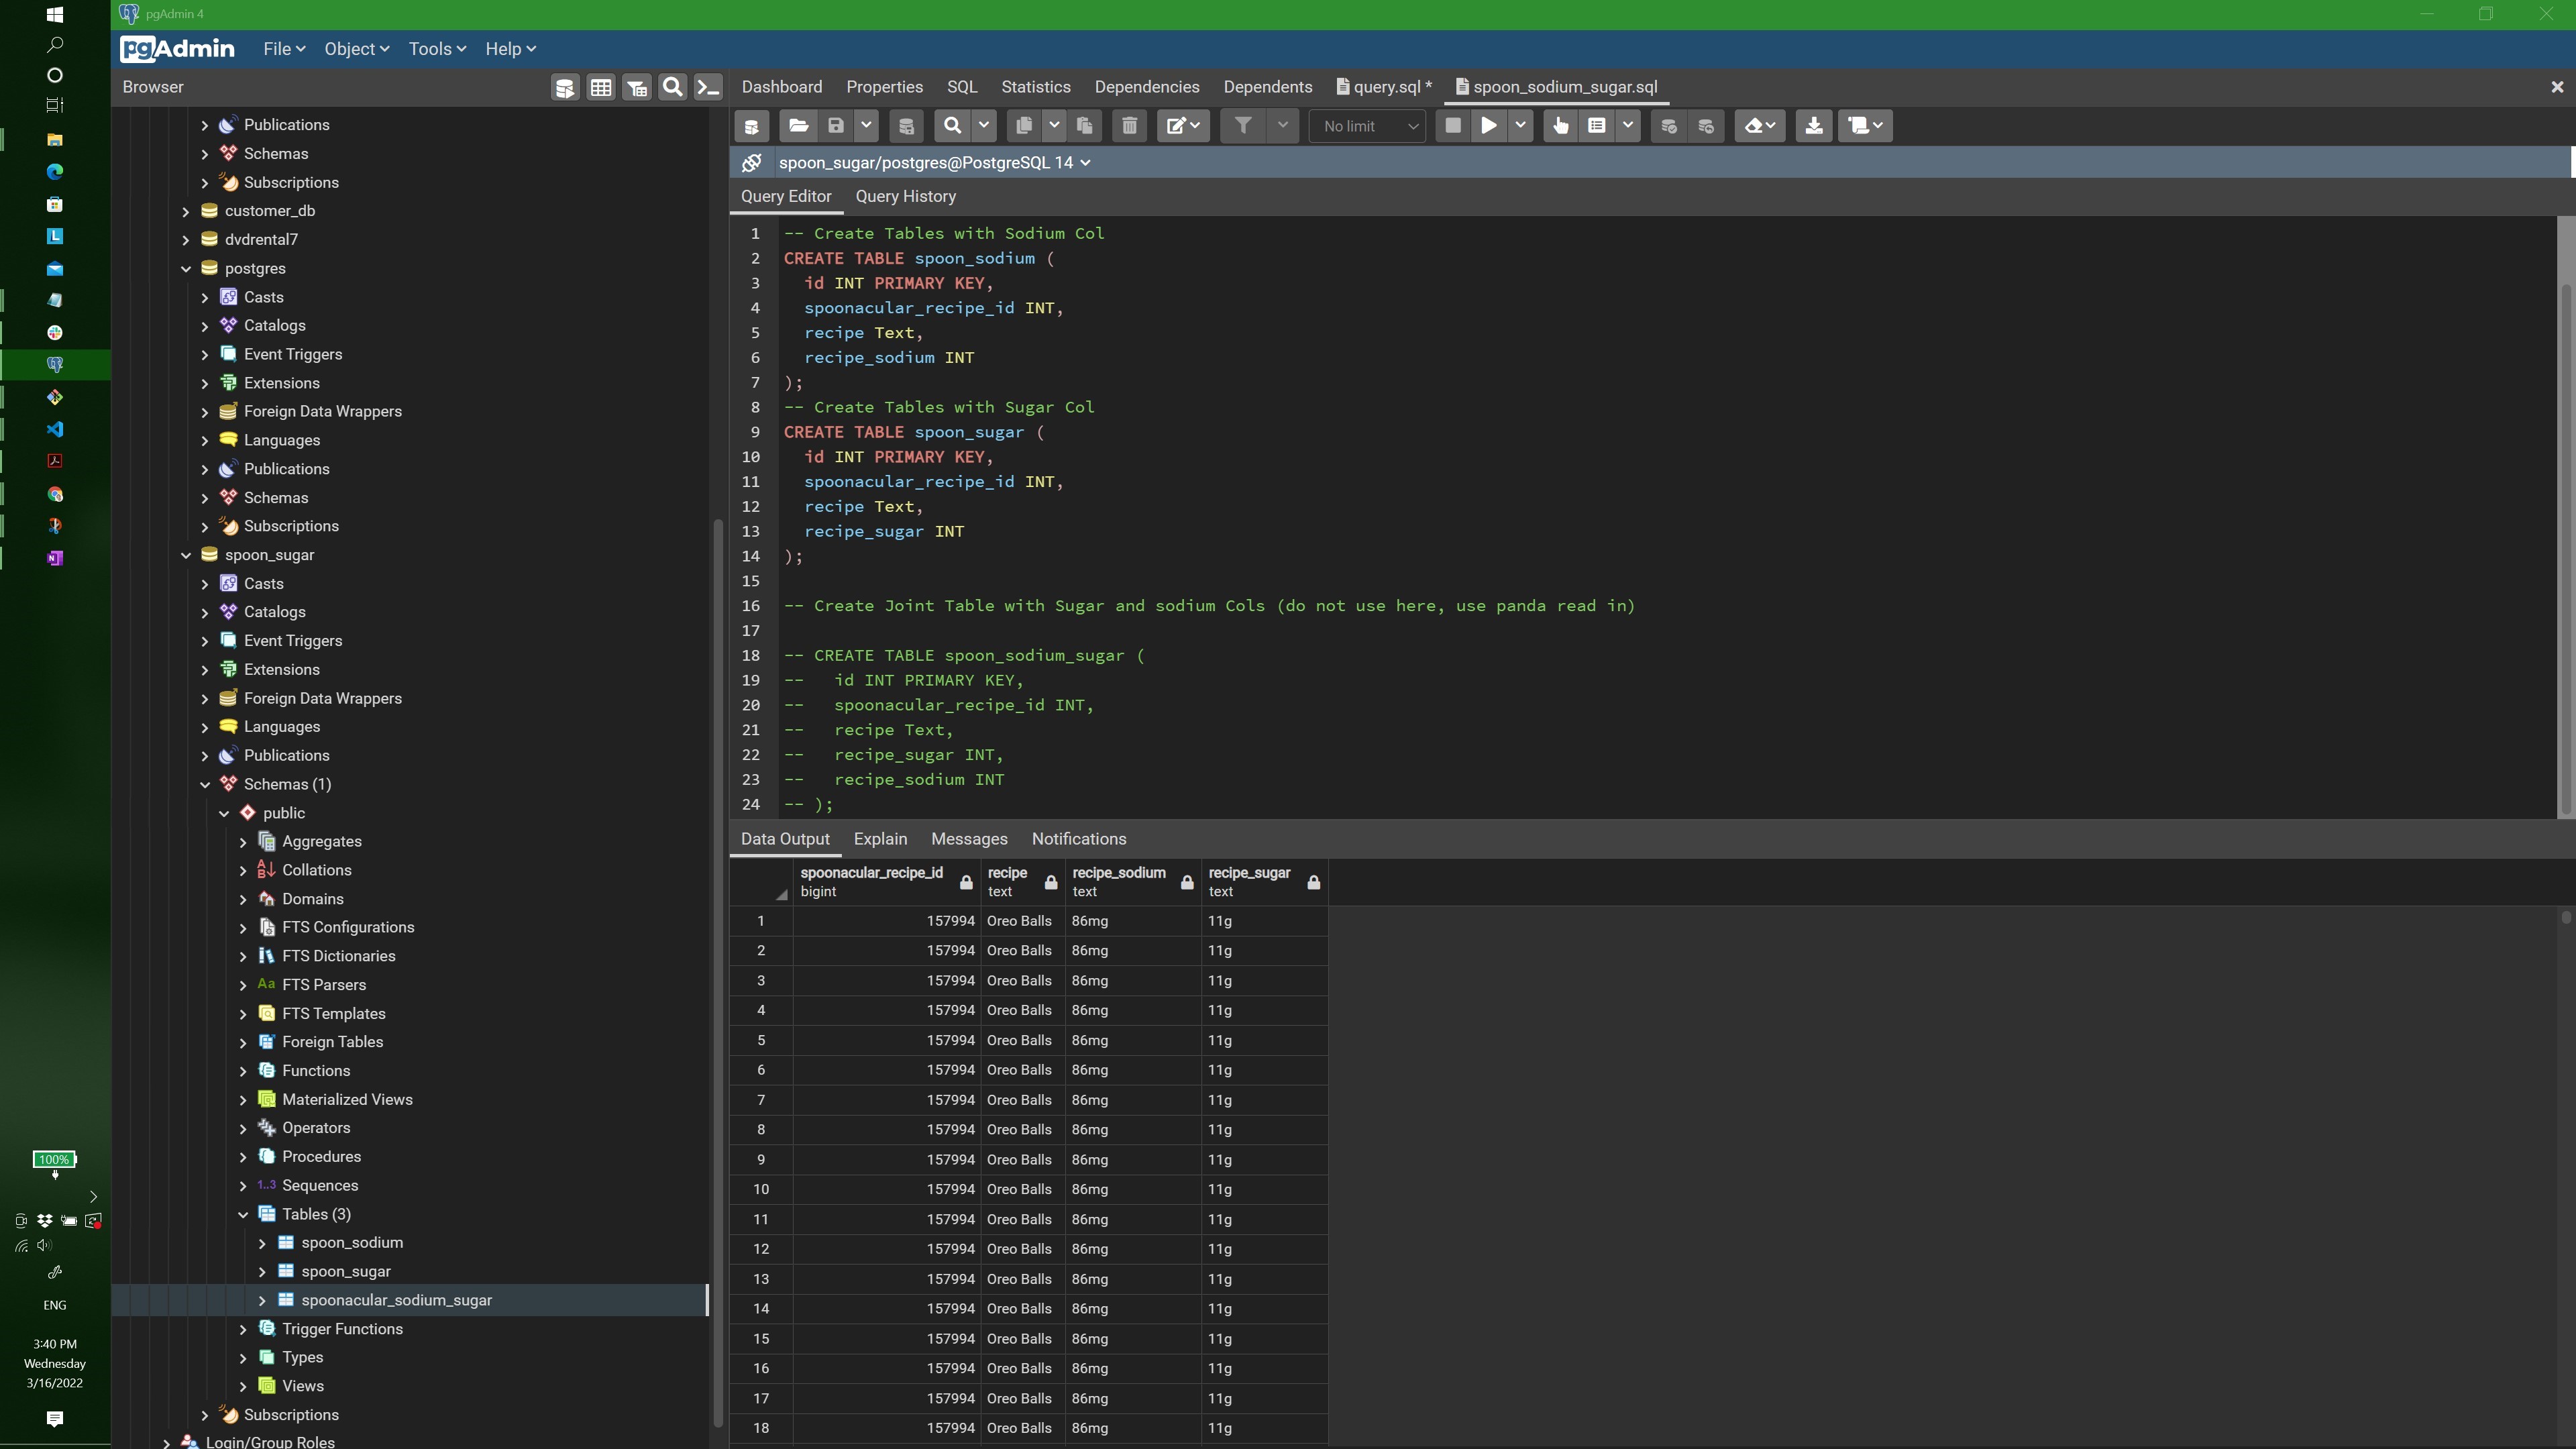 pgAdmin 4
pgAdmin File Object Tools Help
Browser
Publications
Schemas
Subscriptions
customer_db
dvdrental7
postgres
Casts
Catalogs
Event Triggers
Extensions
Foreign Data Wrappers
Languages
Publications
Schemas
Subscriptions
spoon_sugar
Casts
Catalogs
Event Triggers
Extensions
Foreign Data Wrappers
Languages
Publications
Schemas (1)
public
Aggregates
Collations
Domains
FTS Configurations
FTS Dictionaries
Aa FTS Parsers
FTS Templates
Foreign Tables
Functions
Materialized Views
Operators
Procedures
1..3 Sequences
Tables (3)
spoon_sodium
spoon_sugar
spoonacular_sodium_sugar
Trigger Functions
Types
Views
Subscriptions
Login/Group Roles
Dashboard Properties SQL Statistics Dependencies Dependents query.sql * spoon_sodium_sugar.sql
No limit
spoon_sugar/postgres@PostgreSQL 14
Query Editor Query History
1 -- Create Tables with Sodium Col
2 CREATE TABLE spoon_sodium (
3 id INT PRIMARY KEY,
4 spoonacular_recipe_id INT,
5 recipe Text,
6 recipe_sodium INT
7 );
8 -- Create Tables with Sugar Col
9 CREATE TABLE spoon_sugar (
10 id INT PRIMARY KEY,
11 spoonacular_recipe_id INT,
12 recipe Text,
13 recipe_sugar INT
14 );
15
16 -- Create Joint Table with Sugar and sodium Cols (do not use here, use panda read in)
17
18 -- CREATE TABLE spoon_sodium_sugar (
19 -- id INT PRIMARY KEY,
20 -- spoonacular_recipe_id INT,
21 -- recipe Text,
22 -- recipe_sugar INT,
23 -- recipe_sodium INT
24 -- );
Data Output Explain Messages Notifications
spoonacular_recipe_id recipe recipe_sodium recipe_sugar
bigint text text text
1 157994 Oreo Balls 86mg 11g
2 157994 Oreo Balls 86mg 11g
3 157994 Oreo Balls 86mg 11g
4 157994 Oreo Balls 86mg 11g
5 157994 Oreo Balls 86mg 11g
6 157994 Oreo Balls 86mg 11g
7 157994 Oreo Balls 86mg 11g
8 157994 Oreo Balls 86mg 11g
9 157994 Oreo Balls 86mg 11g
10 157994 Oreo Balls 86mg 11g
11 157994 Oreo Balls 86mg 11g
12 157994 Oreo Balls 86mg 11g
13 157994 Oreo Balls 86mg 11g
14 157994 Oreo Balls 86mg 11g
15 157994 Oreo Balls 86mg 11g
16 157994 Oreo Balls 86mg 11g
17 157994 Oreo Balls 86mg 11g
18 157994 Oreo Balls 86mg 11g
L
100%
ENG
3:40 PM
Wednesday
3/16/2022